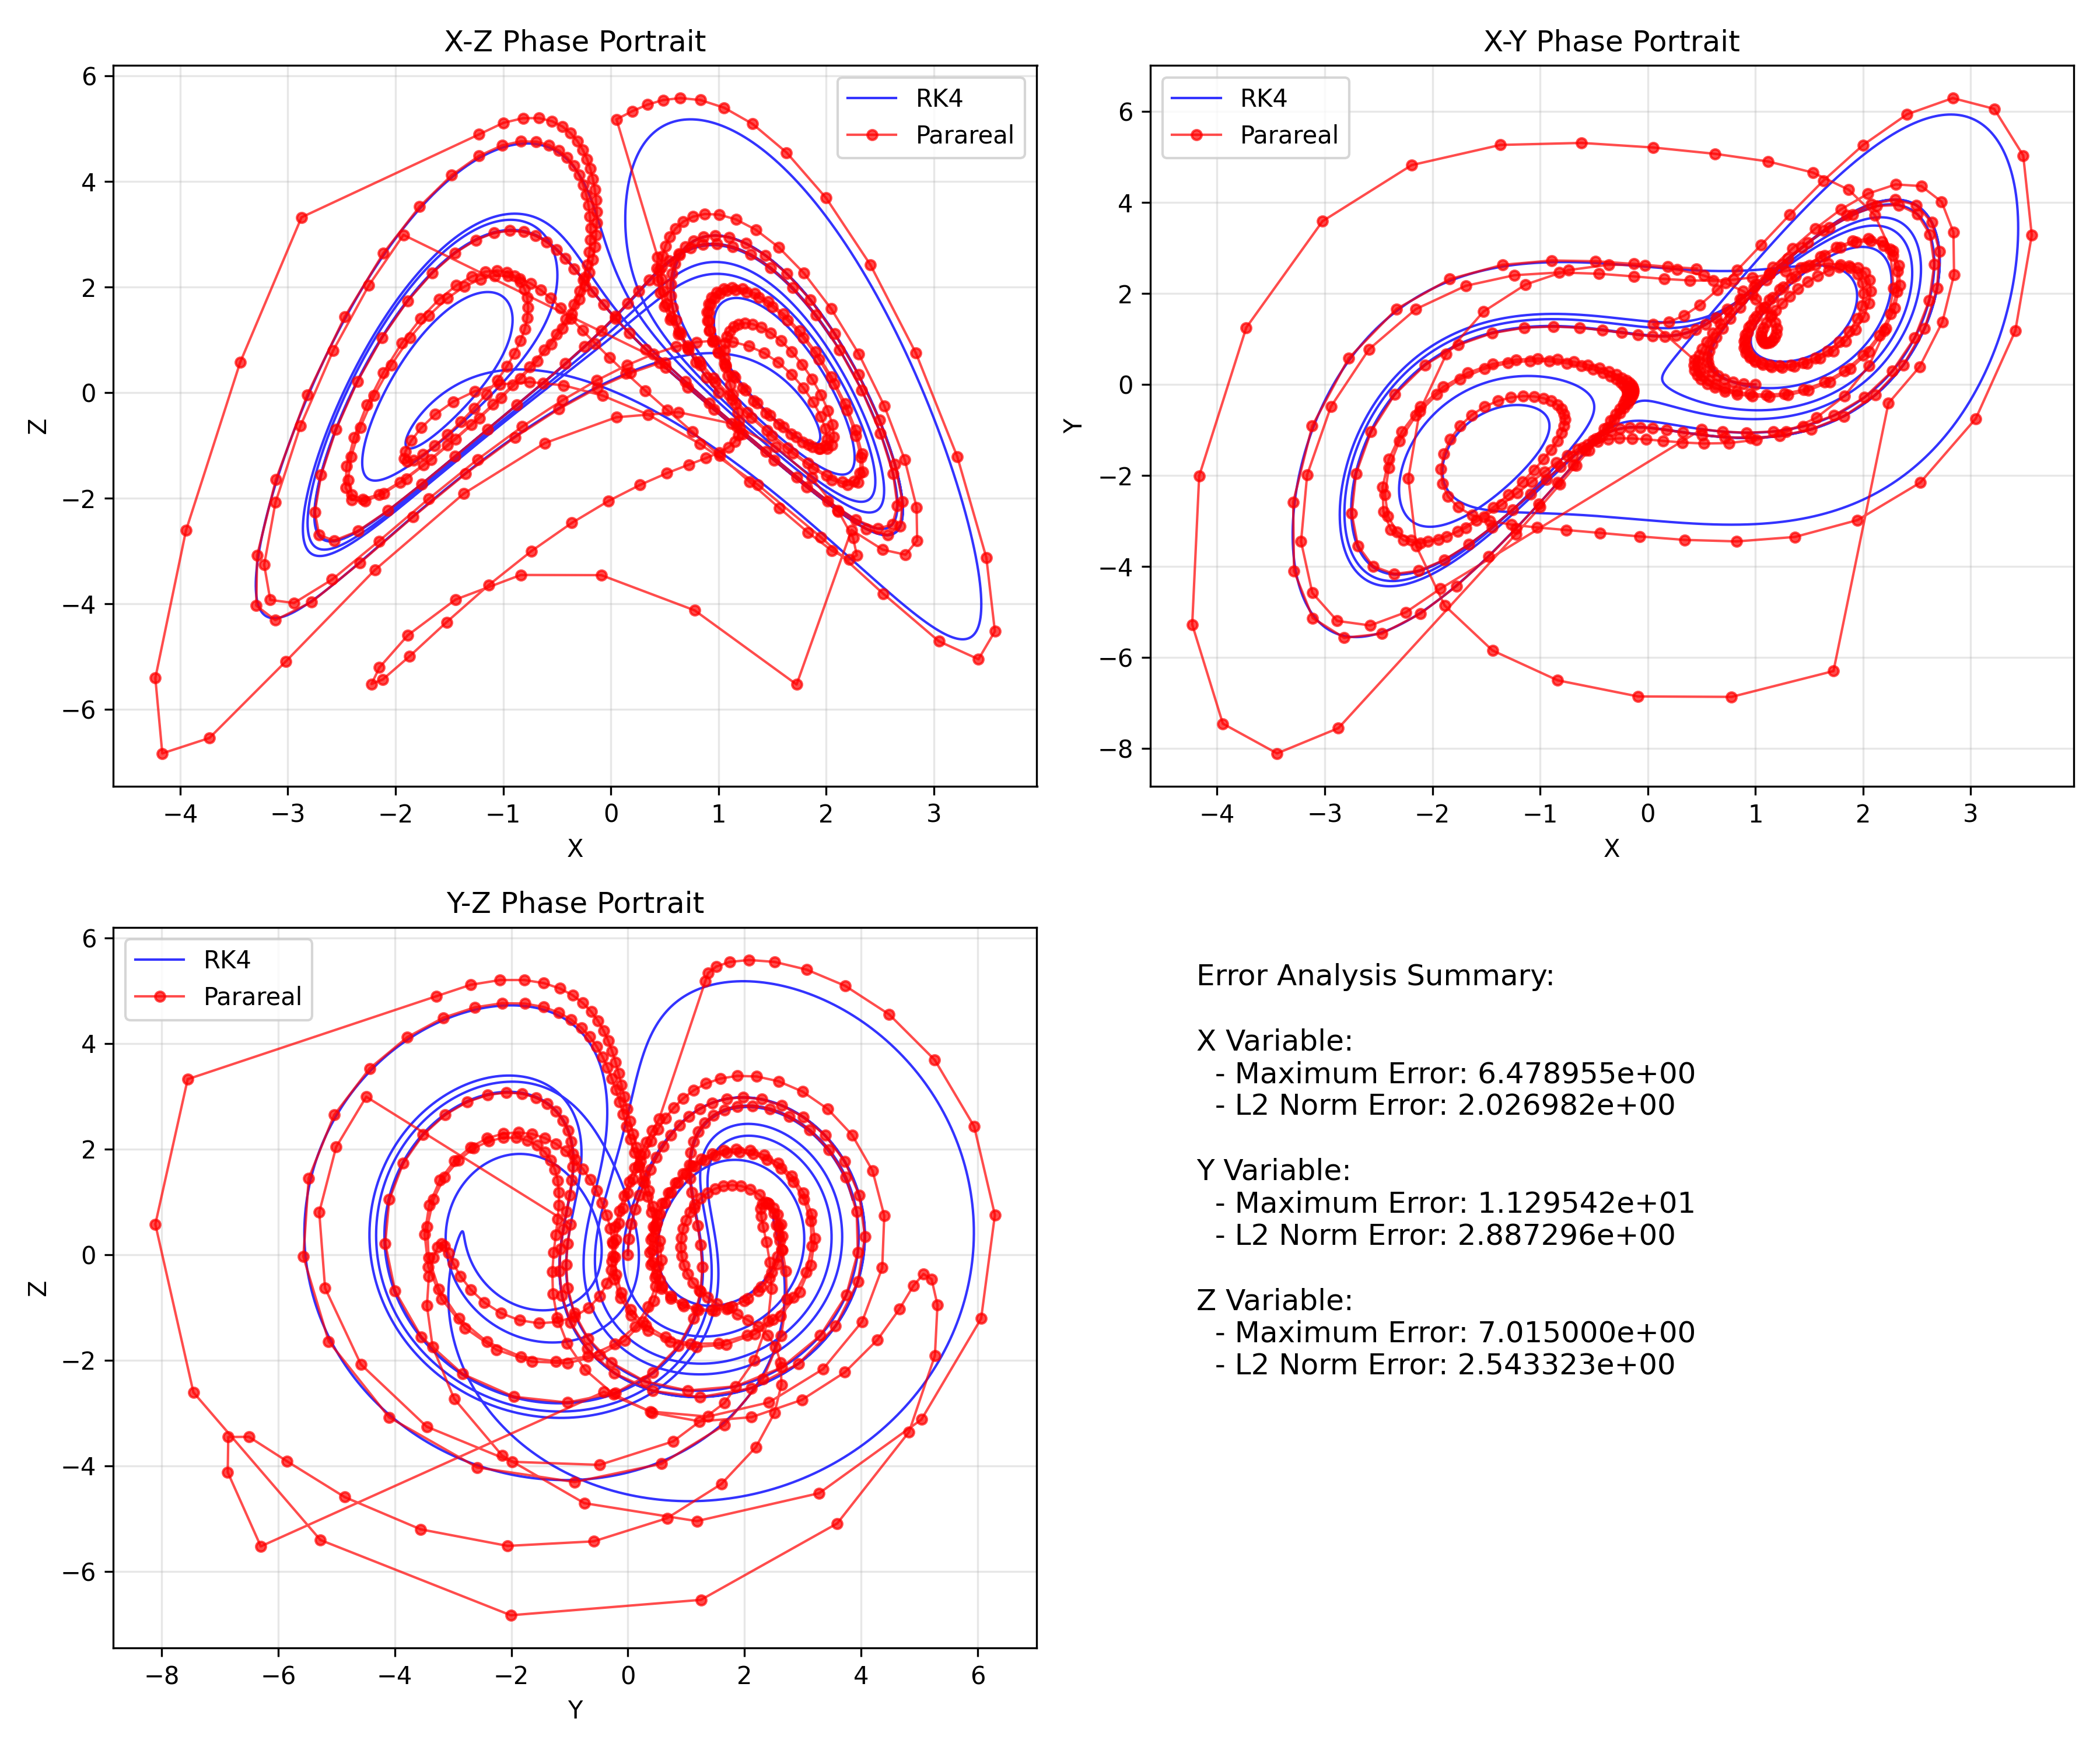 X-Z Phase Portrait
RK4
Parareal
6
4
2
0
−2
−4
−6
Z
−4 −3 −2 −1 0 1 2 3
X
X-Y Phase Portrait
RK4
Parareal
6
4
2
0
−2
−4
−6
−8
Y
−4 −3 −2 −1 0 1 2 3
X
Y-Z Phase Portrait
RK4
Parareal
6
4
2
0
−2
−4
−6
Z
−8 −6 −4 −2 0 2 4 6
Y
Error Analysis Summary:
X Variable:
- Maximum Error: 6.478955e+00
- L2 Norm Error: 2.026982e+00
Y Variable:
- Maximum Error: 1.129542e+01
- L2 Norm Error: 2.887296e+00
Z Variable:
- Maximum Error: 7.015000e+00
- L2 Norm Error: 2.543323e+00